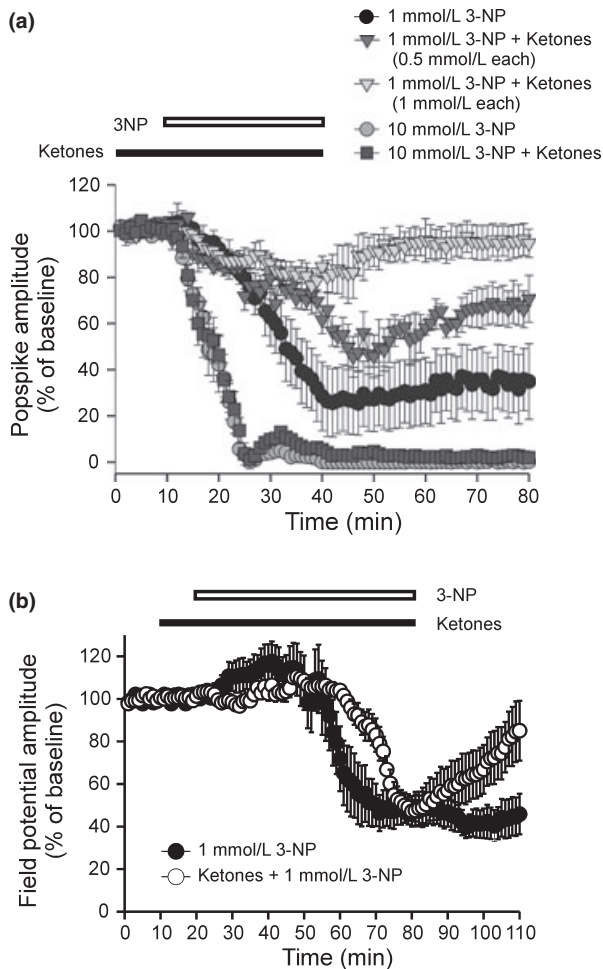 (a)
1 mmol/L 3-NP
1 mmol/L 3-NP + Ketones
(0.5 mmol/L each)
1 mmol/L 3-NP + Ketones
(1 mmol/L each)
10 mmol/L 3-NP
10 mmol/L 3-NP + Ketones
3NP
Ketones
120
100
80
60
40
20
0
Popspike amplitude
(% of baseline)
0 10 20 30 40 50 60 70 80
Time (min)
(b)
3-NP
Ketones
120
100
80
60
40
20
0
Field potential amplitude
(% of baseline)
1 mmol/L 3-NP
Ketones + 1 mmol/L 3-NP
0 10 20 30 40 50 60 70 80 90 100 110
Time (min)